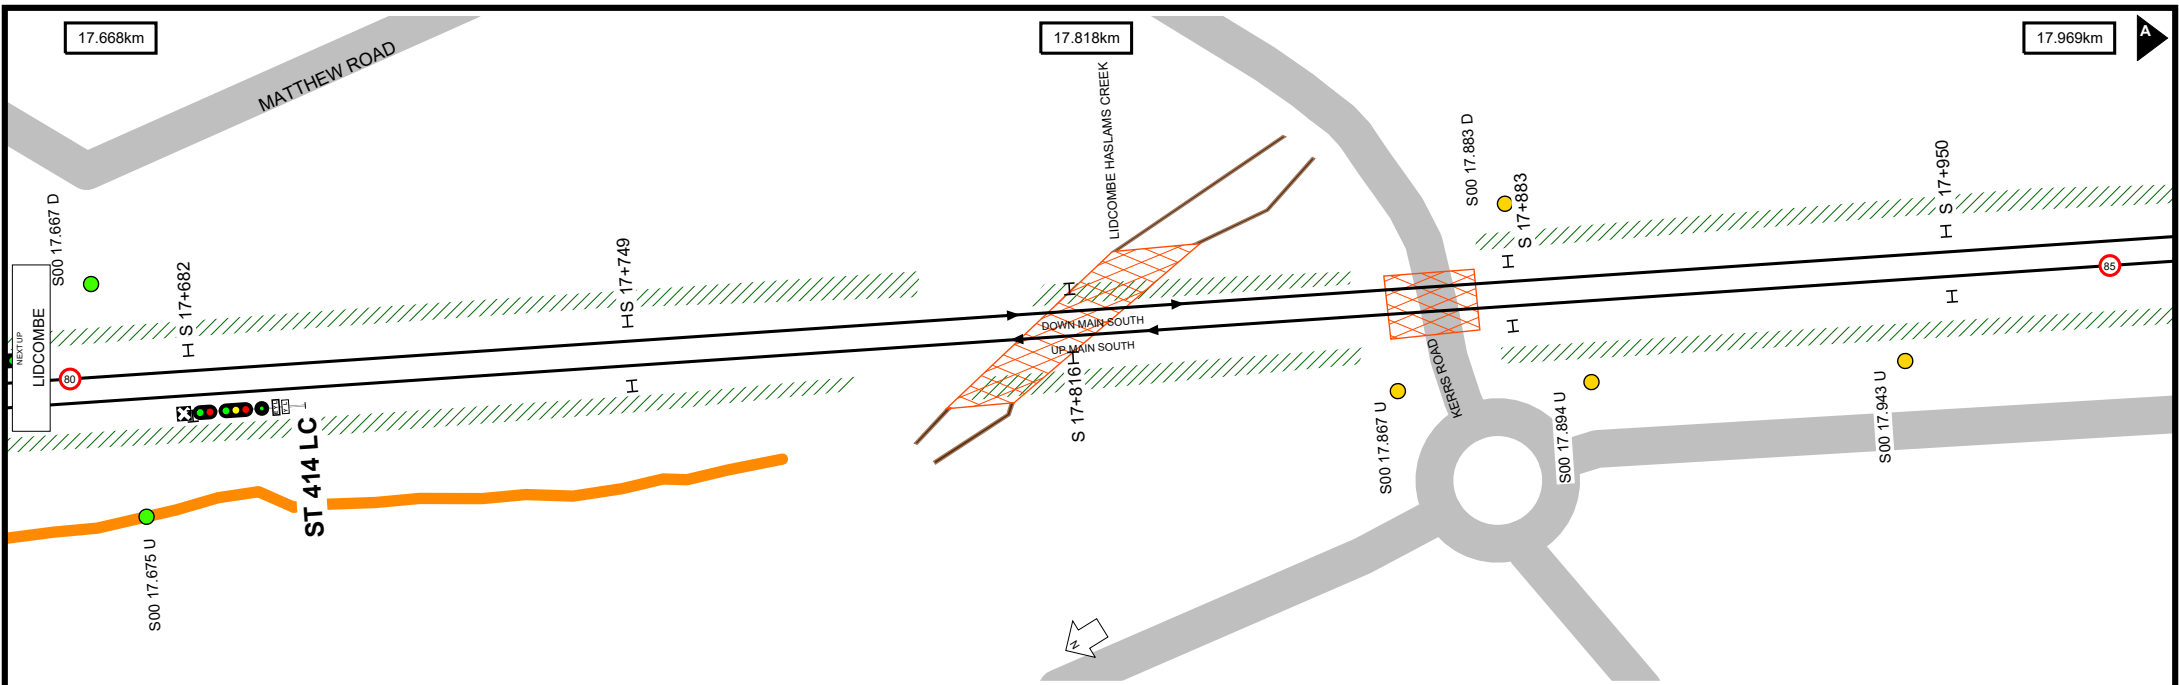 17.668km
17.818km
17.969km
A
MATTHEW ROAD
LIDCOMBE HASLAMS CREEK
S00 17.883 D
S 17+883
S 17+950
S00 17.667 D
S 17+682
S 17+749
NEXT UP
LIDCOMBE
80
85
DOWN MAIN SOUTH
UP MAIN SOUTH
S 17+816
KERRS ROAD
ST 414 LC
S00 17.675 U
S00 17.867 U
S00 17.894 U
S00 17.943 U
N